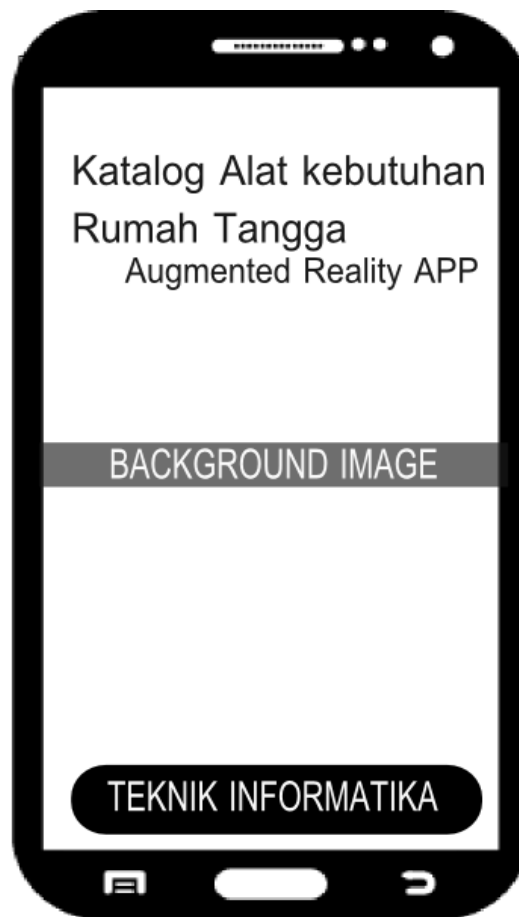 Katalog Alat kebutuhan
Rumah Tangga
Augmented Reality APP
BACKGROUND IMAGE
TEKNIK INFORMATIKA